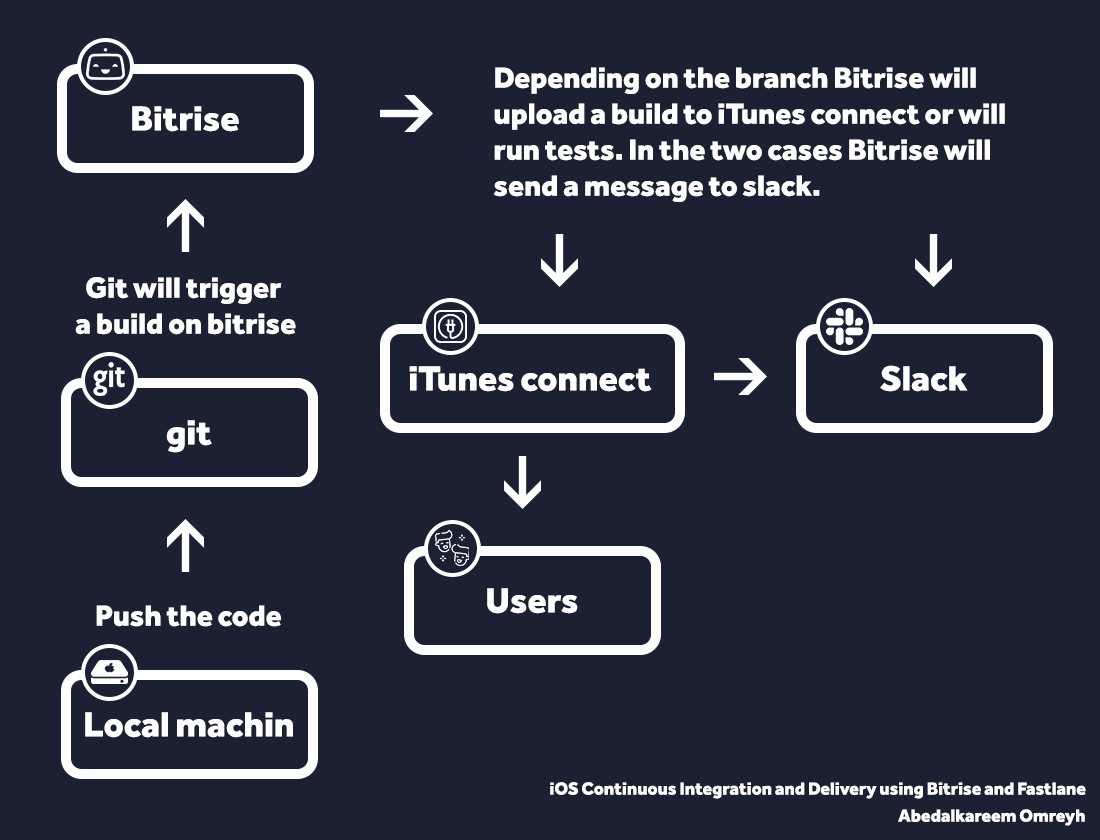 Bitrise
Depending on the branch Bitrise will
upload a build to iTunes connect or will
run tests. In the two cases Bitrise will
send a message to slack.
Git will trigger
a build on bitrise
git
git
iTunes connect
Slack
Push the code
Users
Local machin
iOS Continuous Integration and Delivery using Bitrise and Fastlane
Abedalkareem Omreyh